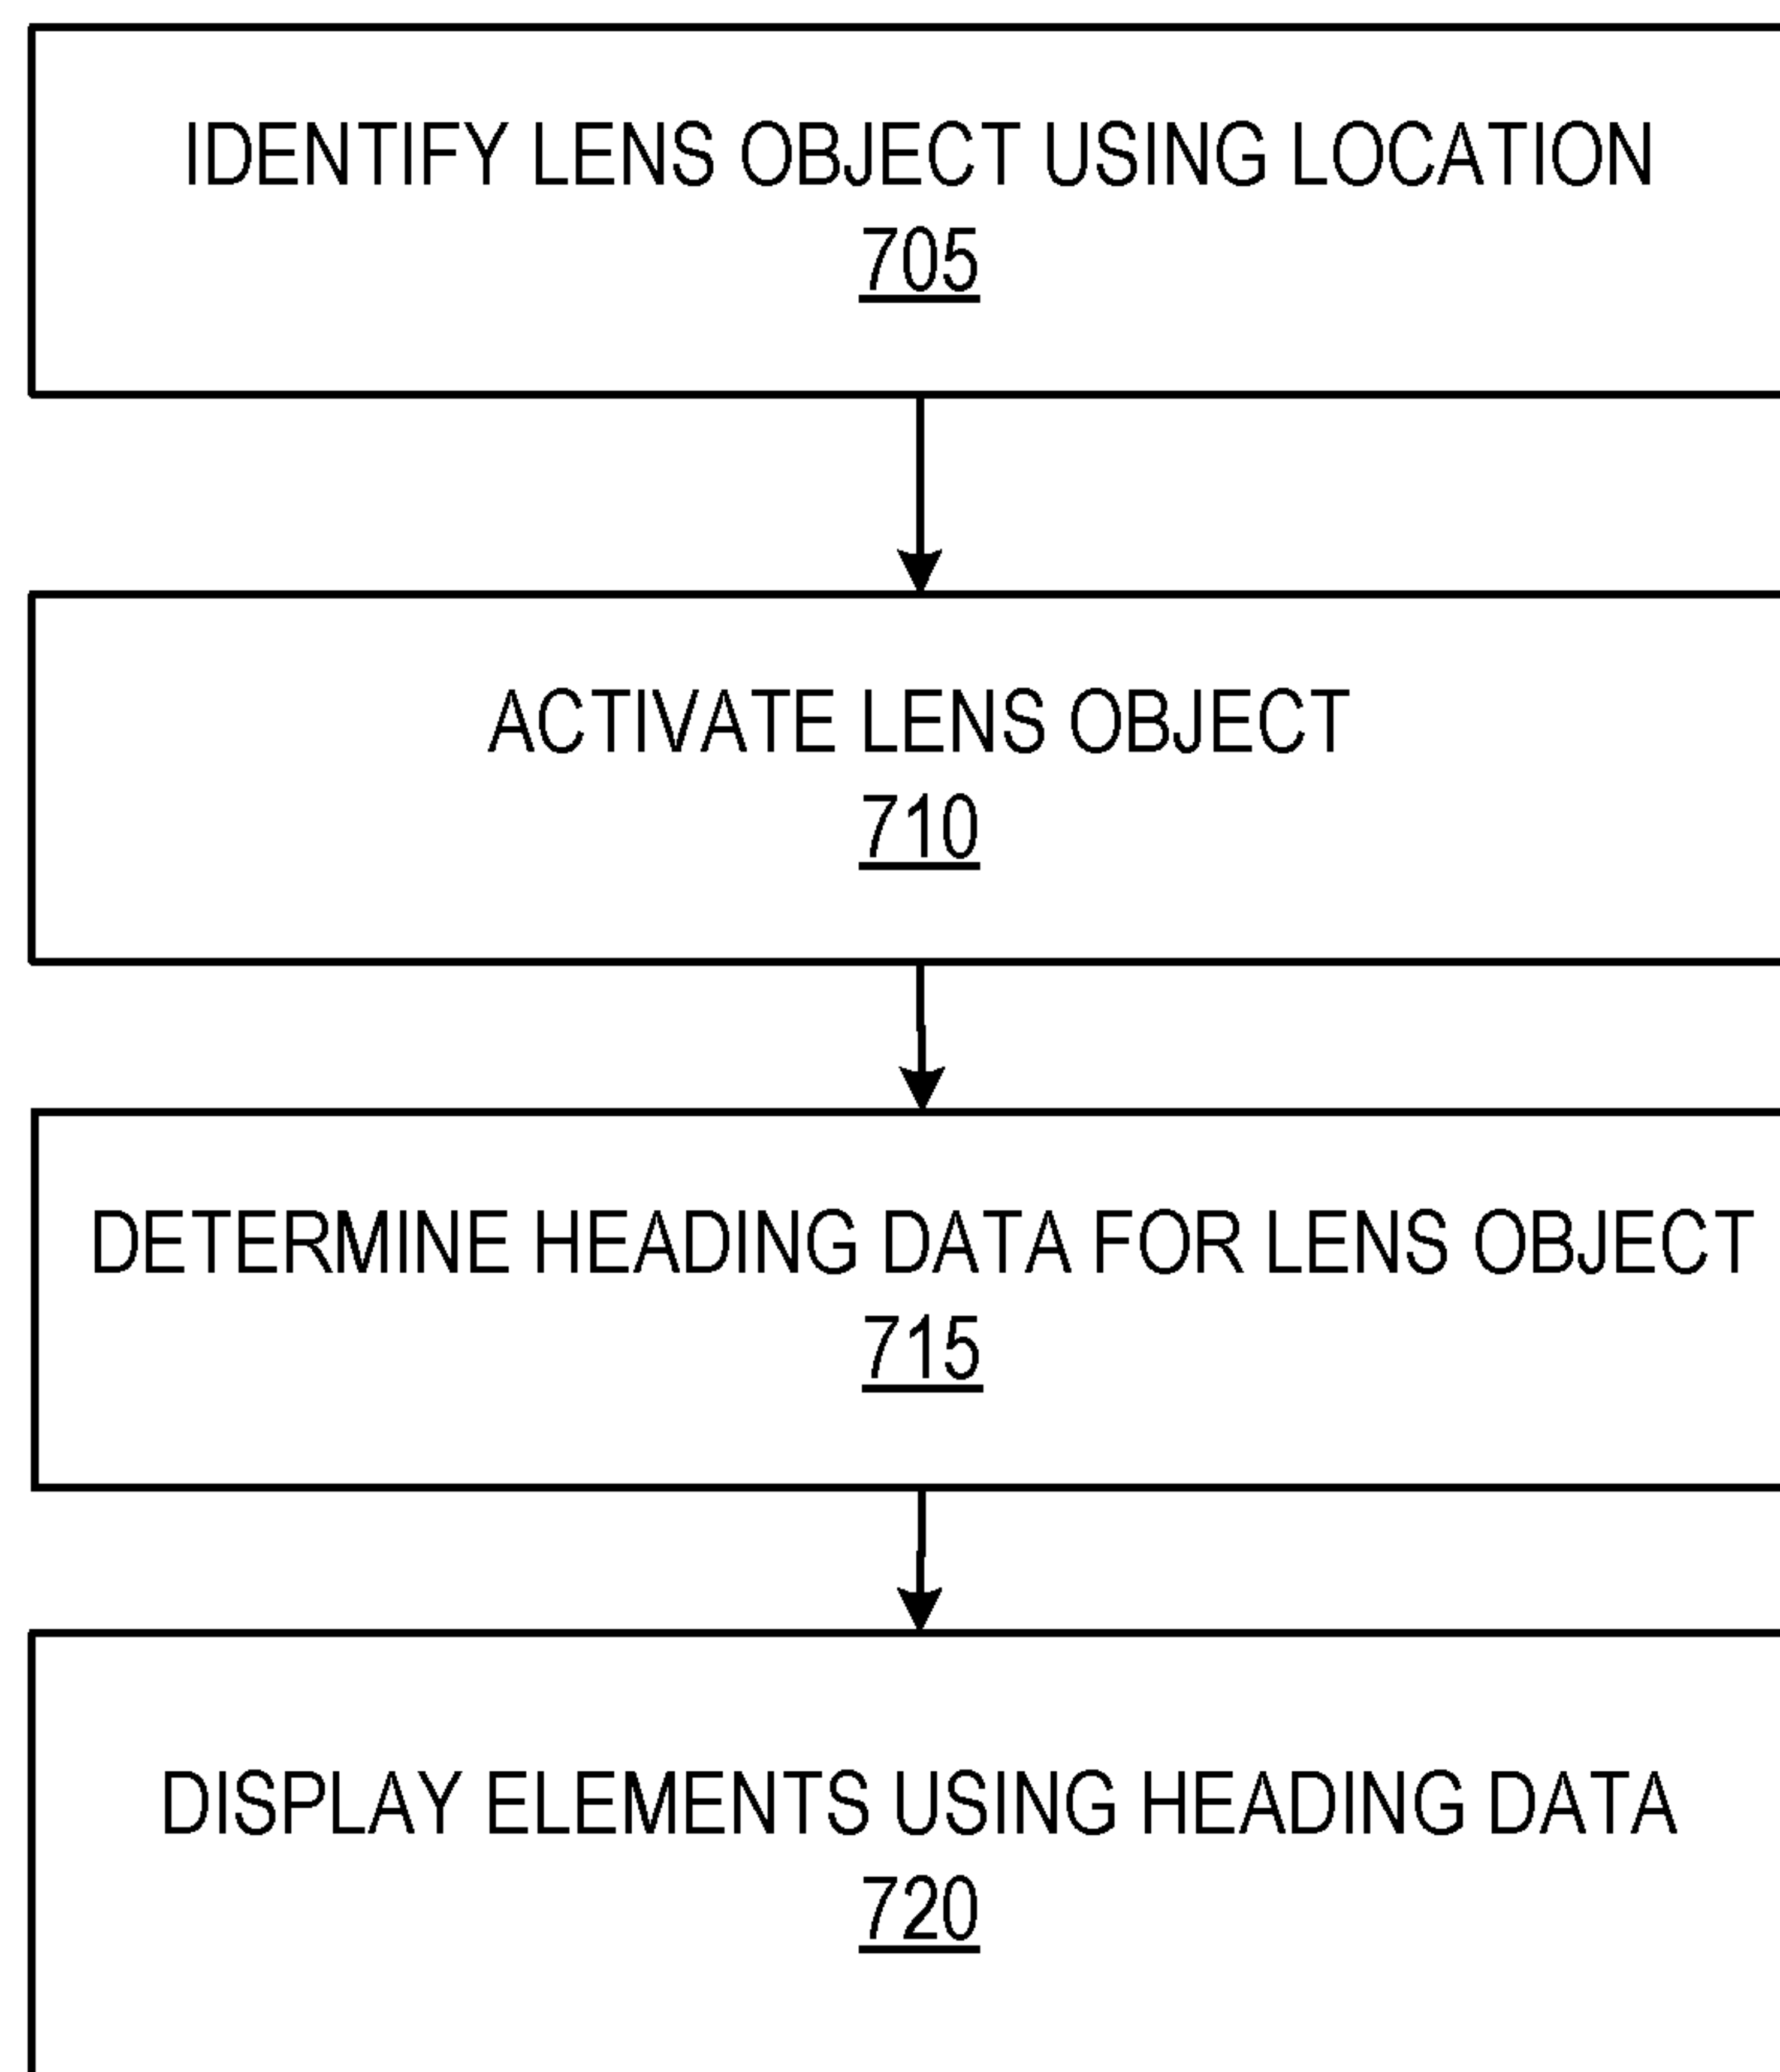 IDENTIFY LENS OBJECT USING LOCATION
705
ACTIVATE LENS OBJECT
710
DETERMINE HEADING DATA FOR LENS OBJECT
715
DISPLAY ELEMENTS USING HEADING DATA
720